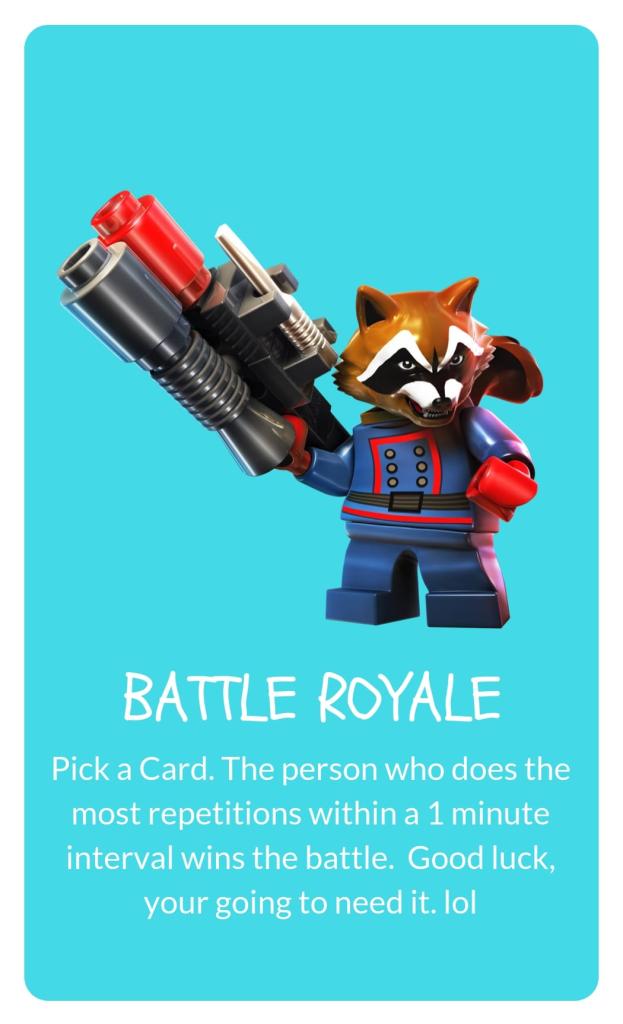 BATTLE ROYALE
Pick a Card. The person who does the
most repetitions within a 1 minute
interval wins the battle.  Good luck,
your going to need it. lol